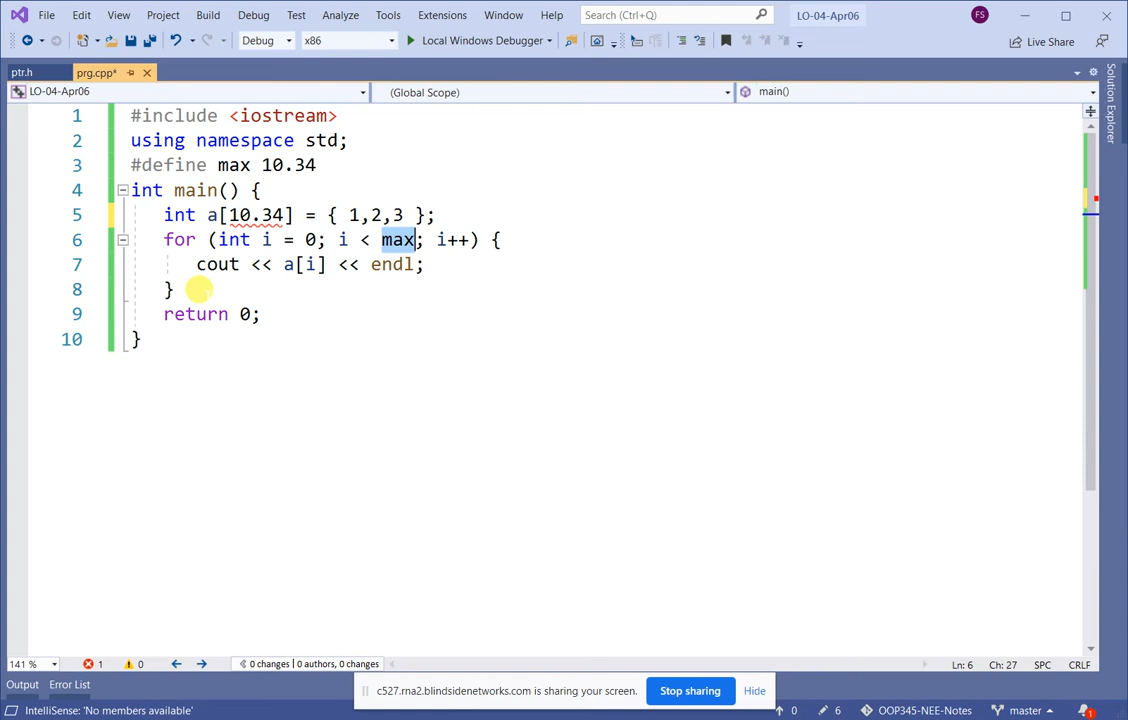 File Edit View Project Build Debug Test Analyze Tools Extensions Window Help Search (Ctrl+Q) LO-04-Apr06 FS
Debug x86 Local Windows Debugger Live Share
ptr.h prg.cpp*
LO-04-Apr06 (Global Scope) main()
Solution Explorer
1 #include <iostream>
2 using namespace std;
3 #define max 10.34
4 int main() {
5 int a[10.34] = { 1,2,3 };
6 for (int i = 0; i < max; i++) {
7 cout << a[i] << endl;
8 }
9 return 0;
10 }
141 % 1 0 0 changes | 0 authors, 0 changes Ln: 6 Ch: 27 SPC CRLF
Output Error List
c527.rna2.blindsidenetworks.com is sharing your screen. Stop sharing Hide
IntelliSense: 'No members available' 0 6 OOP345-NEE-Notes master 1